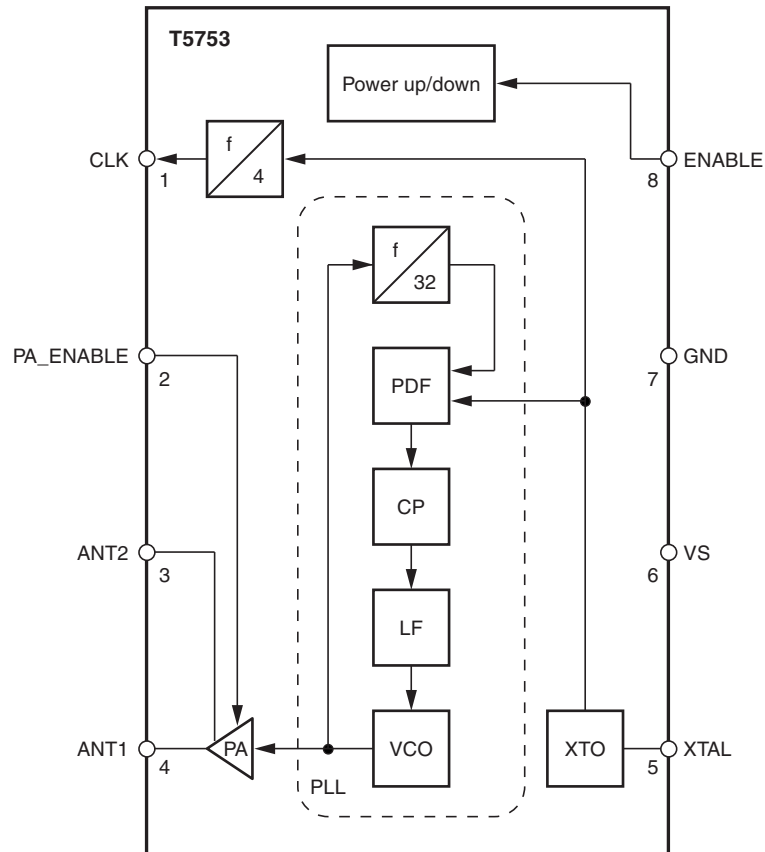 T5753
Power up/down
CLK
1
f
4
8
ENABLE
f
32
PA_ENABLE
2
PDF
7
GND
CP
ANT2
3
6
VS
LF
ANT1
4
PA
VCO
XTO
5
XTAL
PLL